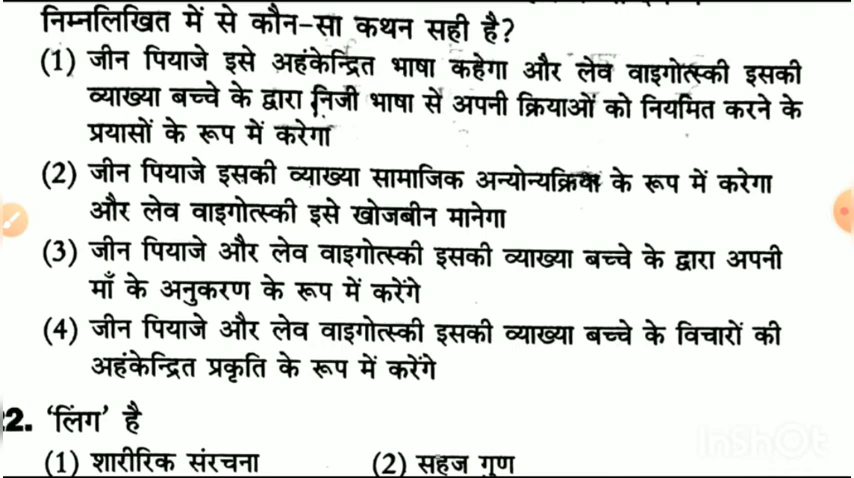 निम्नलिखित में से कौन-सा कथन सही है?
(1) जीन पियाजे इसे अहंकेन्द्रित भाषा कहेगा और लेव वाइगोत्स्की इसकी
व्याख्या बच्चे के द्वारा निजी भाषा से अपनी क्रियाओं को नियमित करने के
प्रयासों के रूप में करेगा
(2) जीन पियाजे इसकी व्याख्या सामाजिक अन्योन्यक्रिया के रूप में करेगा
और लेव वाइगोत्स्की इसे खोजबीन मानेगा
(3) जीन पियाजे और लेव वाइगोत्स्की इसकी व्याख्या बच्चे के द्वारा अपनी
माँ के अनुकरण के रूप में करेंगे
(4) जीन पियाजे और लेव वाइगोत्स्की इसकी व्याख्या बच्चे के विचारों की
अहंकेन्द्रित प्रकृति के रूप में करेंगे
2. ‘लिंग’ है
InShOt
(1) शारीरिक संरचना (2) सहज गुण